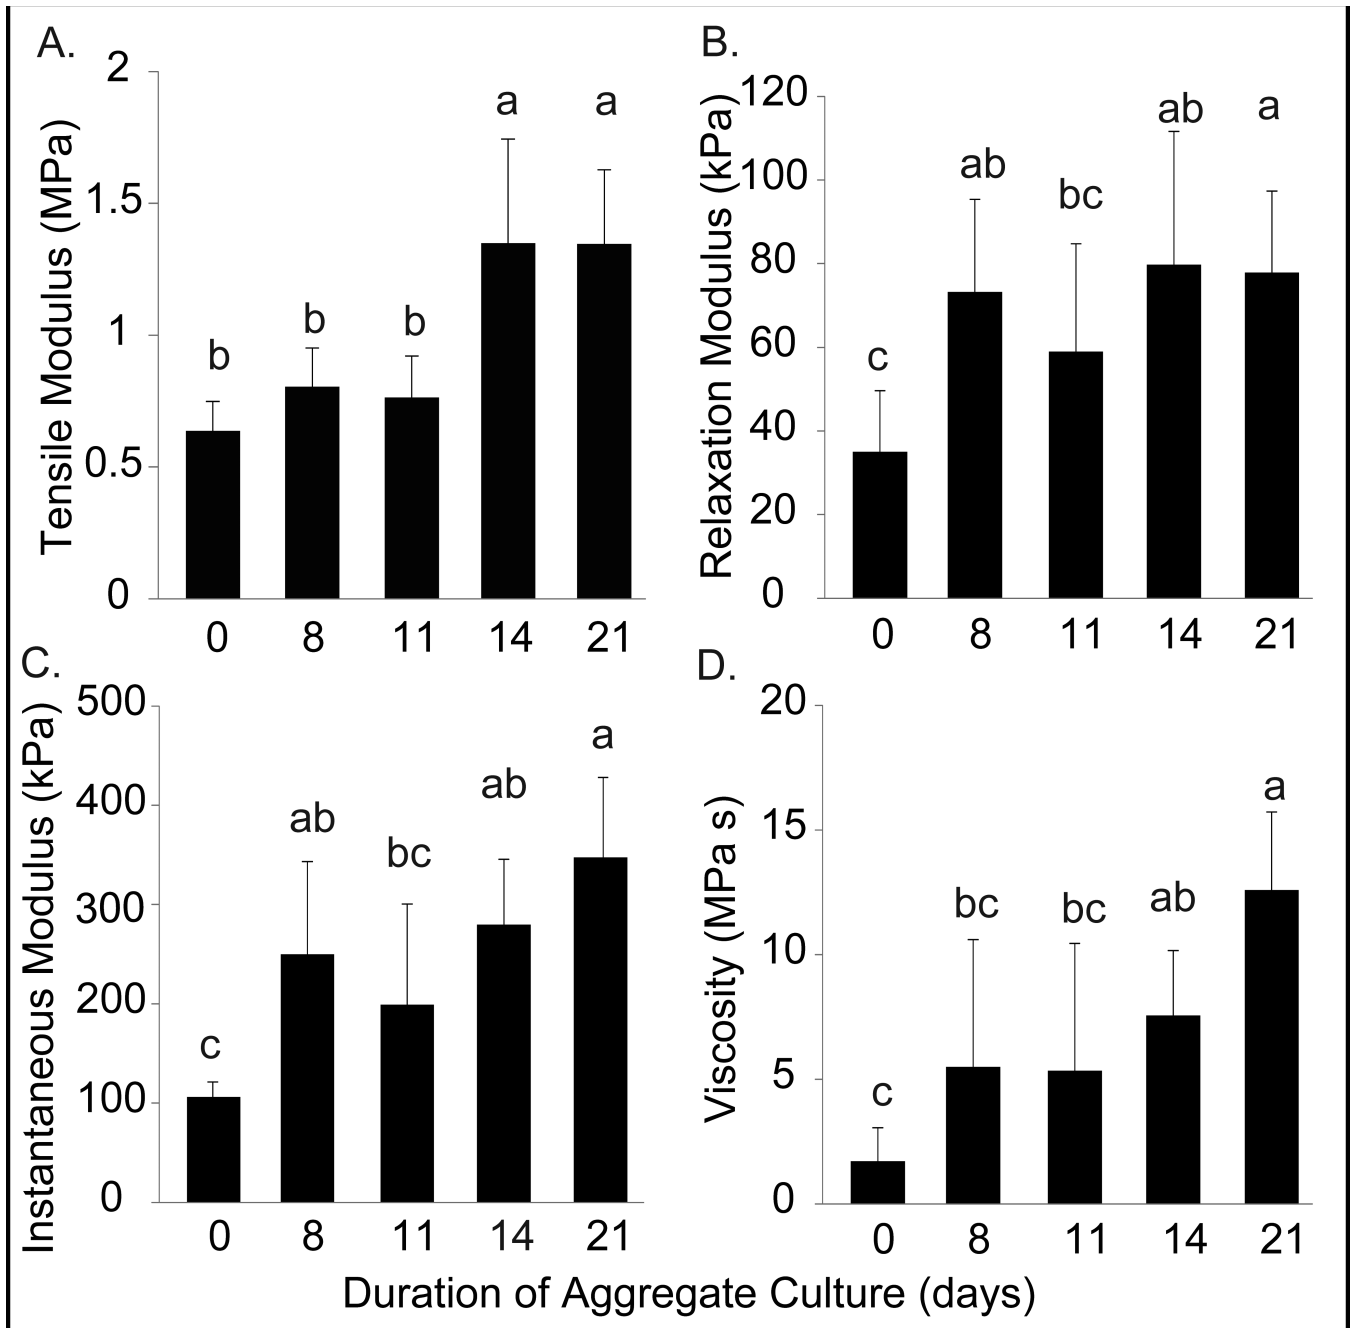 A.
Tensile Modulus (MPa)
2
1.5
1
0.5
0
b
b
b
a
a
0 8 11 14 21
B.
Relaxation Modulus (kPa)
120
100
80
60
40
20
0
c
ab
bc
ab
a
0 8 11 14 21
C.
Instantaneous Modulus (kPa)
500
400
300
200
100
0
c
ab
bc
ab
a
0 8 11 14 21
D.
Viscosity (MPa s)
20
15
10
5
0
c
bc
bc
ab
a
0 8 11 14 21
Duration of Aggregate Culture (days)